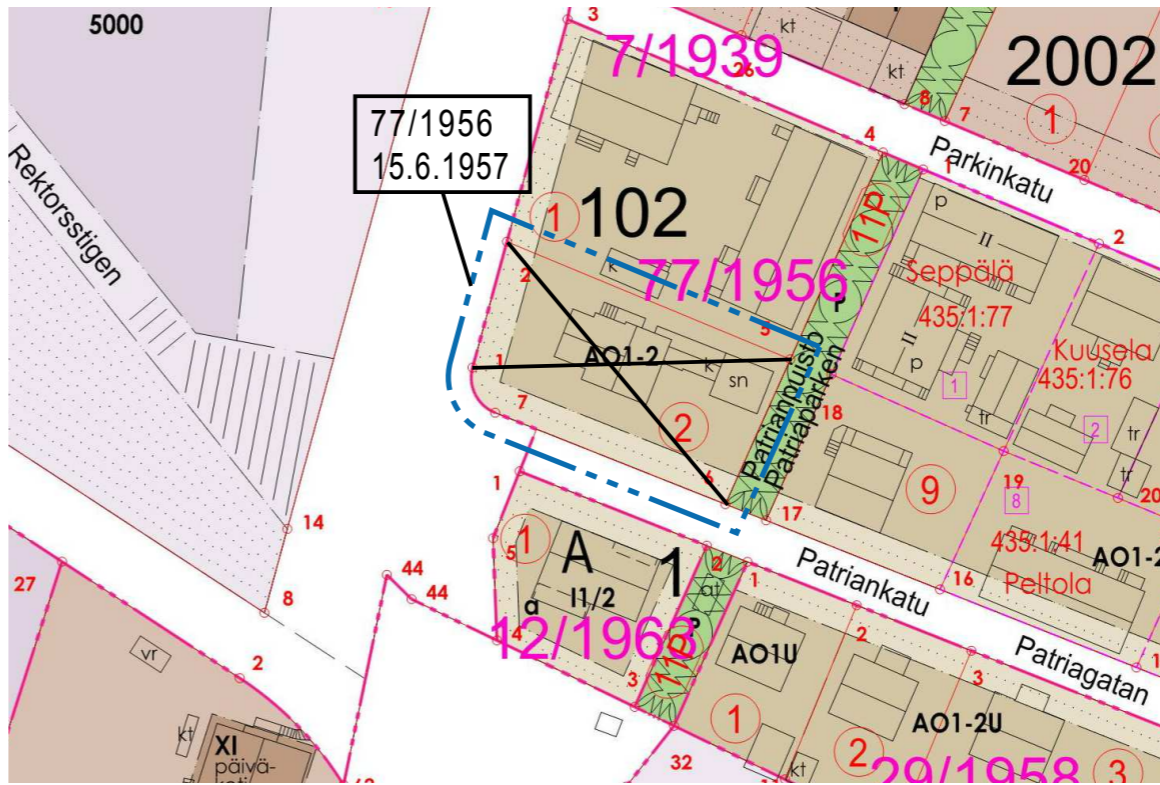 5000
3
kt
7/1939
26
kt
8
7
2002
1
77/1956
15.6.1957
Rektorsstigen
4
1
Parkinkatu
20
1
102
11P
p
II
2
2
k
77/1956
Seppälä
435:1:77
5
P
II
Kuusela
435:1:76
1
AO1-2
k
sn
Patrianpuisto
Patriaparken
p
1
7
2
18
tr
2
tr
tr
6
9
19
8
20
1
17
14
1
5
A
1
I1/2
a
2
1
at
P
435:1:41
Peltola
AO1-2
16
Patriankatu
27
44
44
8
12/1963
14
11P
AO1U
2
Patriagatan
1
vr
2
3
3
kt
XI
päivä-
koti
32
1
AO1-2U
2
kt
29/1958
3